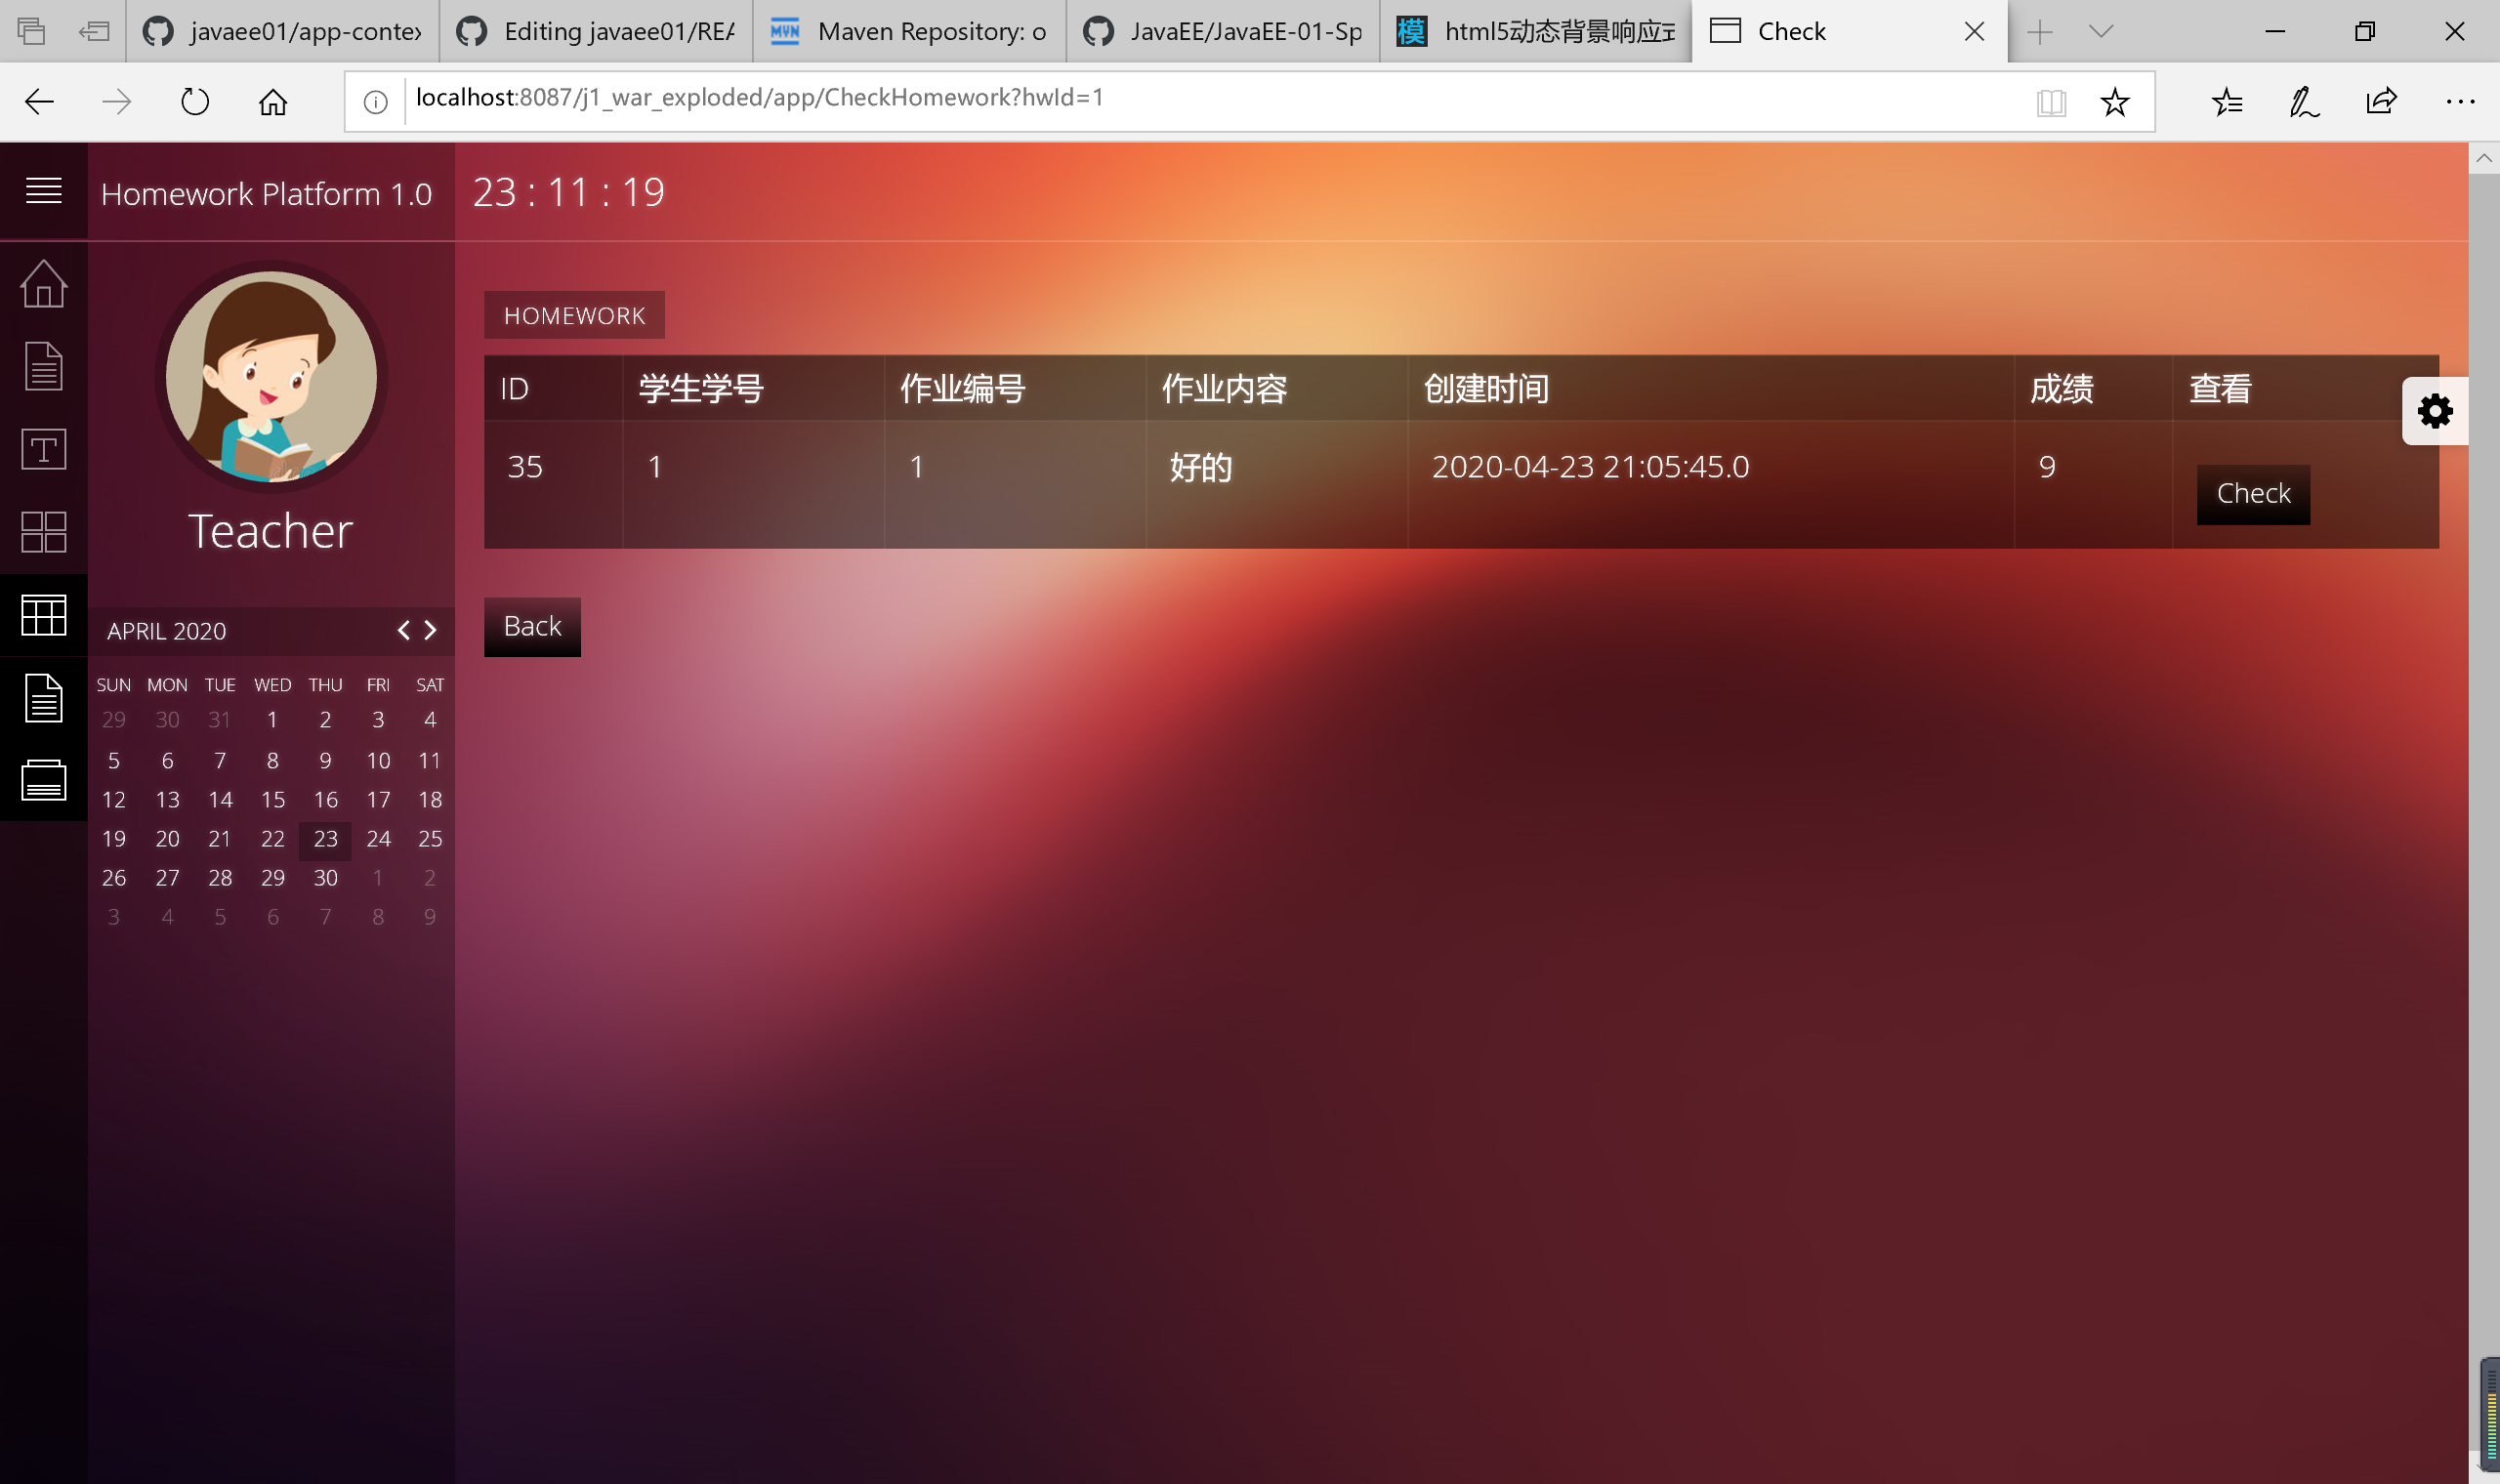 javaee01/app-contex
Editing javaee01/REA
Maven Repository: o
JavaEE/JavaEE-01-Sp
模 html5动态背景响应式
Check
localhost:8087/j1_war_exploded/app/CheckHomework?hwId=1
Homework Platform 1.0
23 : 11 : 19
Teacher
HOMEWORK
ID 学生学号 作业编号 作业内容 创建时间 成绩 查看
35 1 1 好的 2020-04-23 21:05:45.0 9 Check
Back
APRIL 2020
SUN MON TUE WED THU FRI SAT
29 30 31 1 2 3 4
5 6 7 8 9 10 11
12 13 14 15 16 17 18
19 20 21 22 23 24 25
26 27 28 29 30 1 2
3 4 5 6 7 8 9